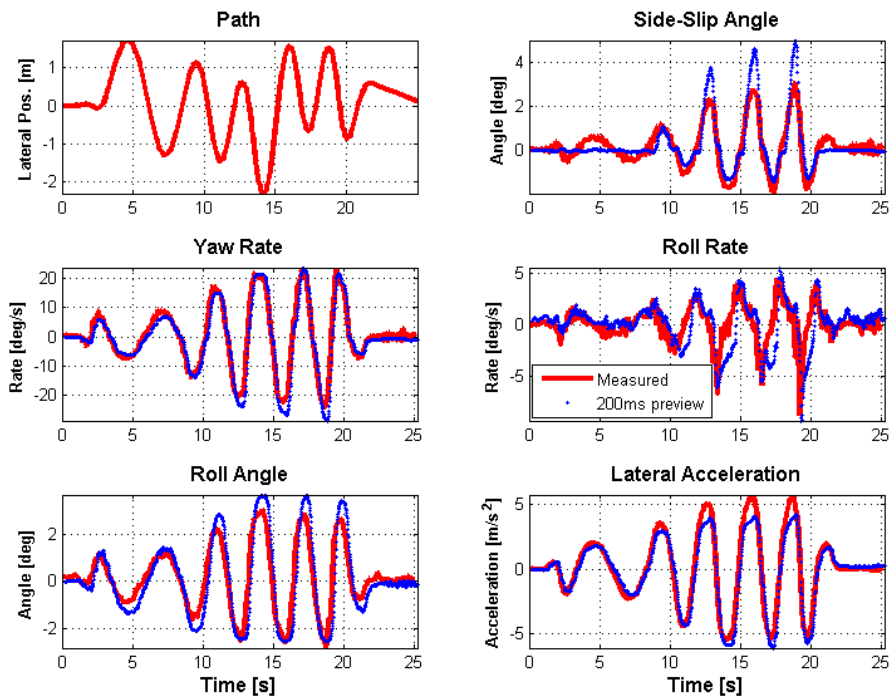 Path
Lateral Pos. [m]
1
0
-1
-2
0 5 10 15 20
Side-Slip Angle
Angle [deg]
4
2
0
0 5 10 15 20 25
Yaw Rate
Rate [deg/s]
20
10
0
-10
-20
0 5 10 15 20 25
Roll Rate
Rate [deg/s]
5
0
-5
Measured
200ms preview
0 5 10 15 20 25
Roll Angle
Angle [deg]
2
0
-2
0 5 10 15 20 25
Time [s]
Lateral Acceleration
Acceleration [m/s²]
5
0
-5
0 5 10 15 20 25
Time [s]